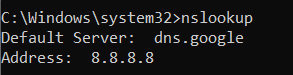 C:\Windows\system32>nslookup
Default Server:  dns.google
Address:  8.8.8.8